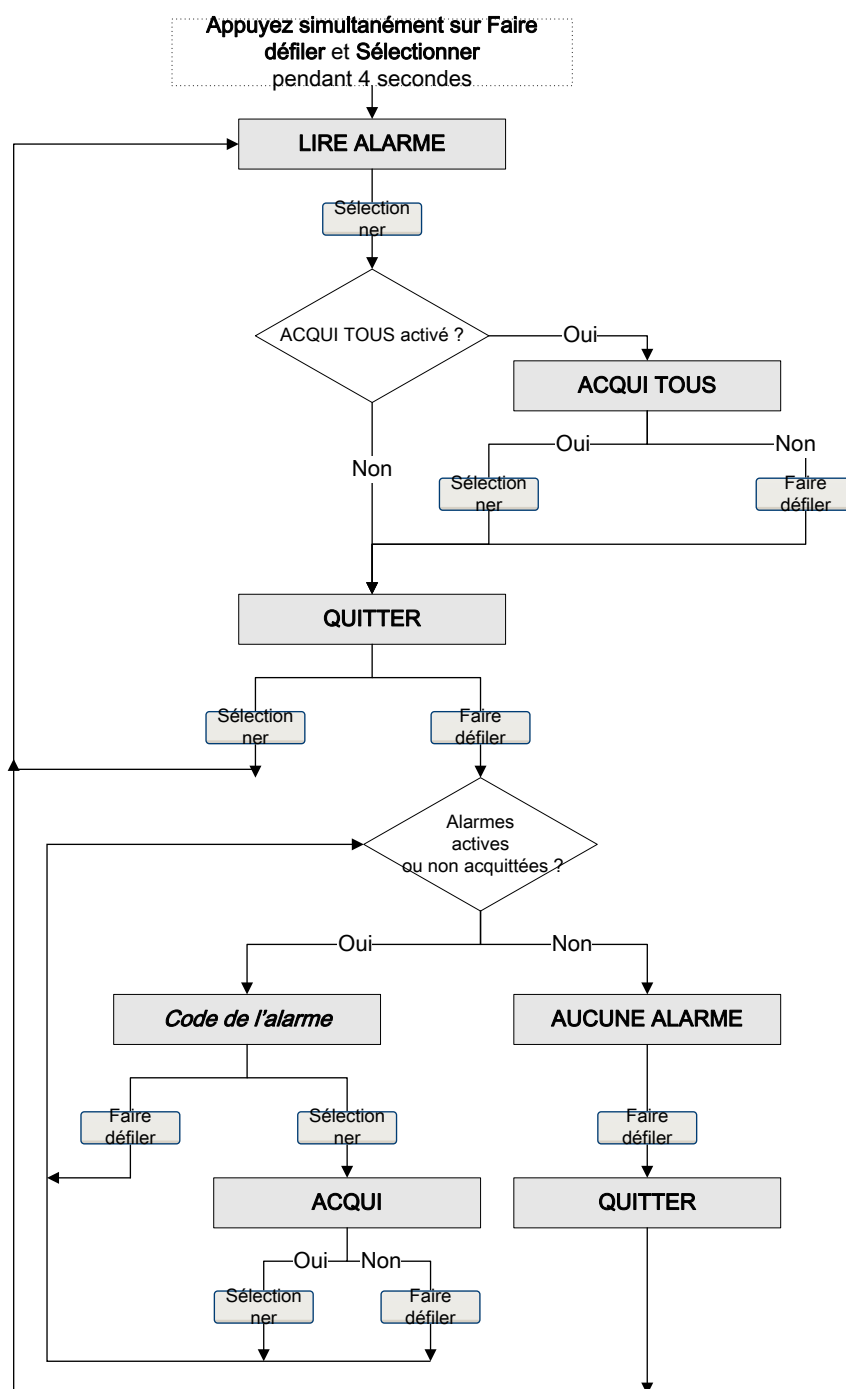 Appuyez simultanément sur Faire
défiler et Sélectionner
pendant 4 secondes
LIRE ALARME
Sélection
ner
ACQUI TOUS activé ?
Oui
ACQUI TOUS
Non
Oui
Non
Sélection
ner
Faire
défiler
QUITTER
Sélection
ner
Faire
défiler
Alarmes
actives
ou non acquittées ?
Oui
Non
Code de l'alarme
AUCUNE ALARME
Faire
défiler
Sélection
ner
Faire
défiler
ACQUI
QUITTER
Oui
Non
Sélection
ner
Faire
défiler